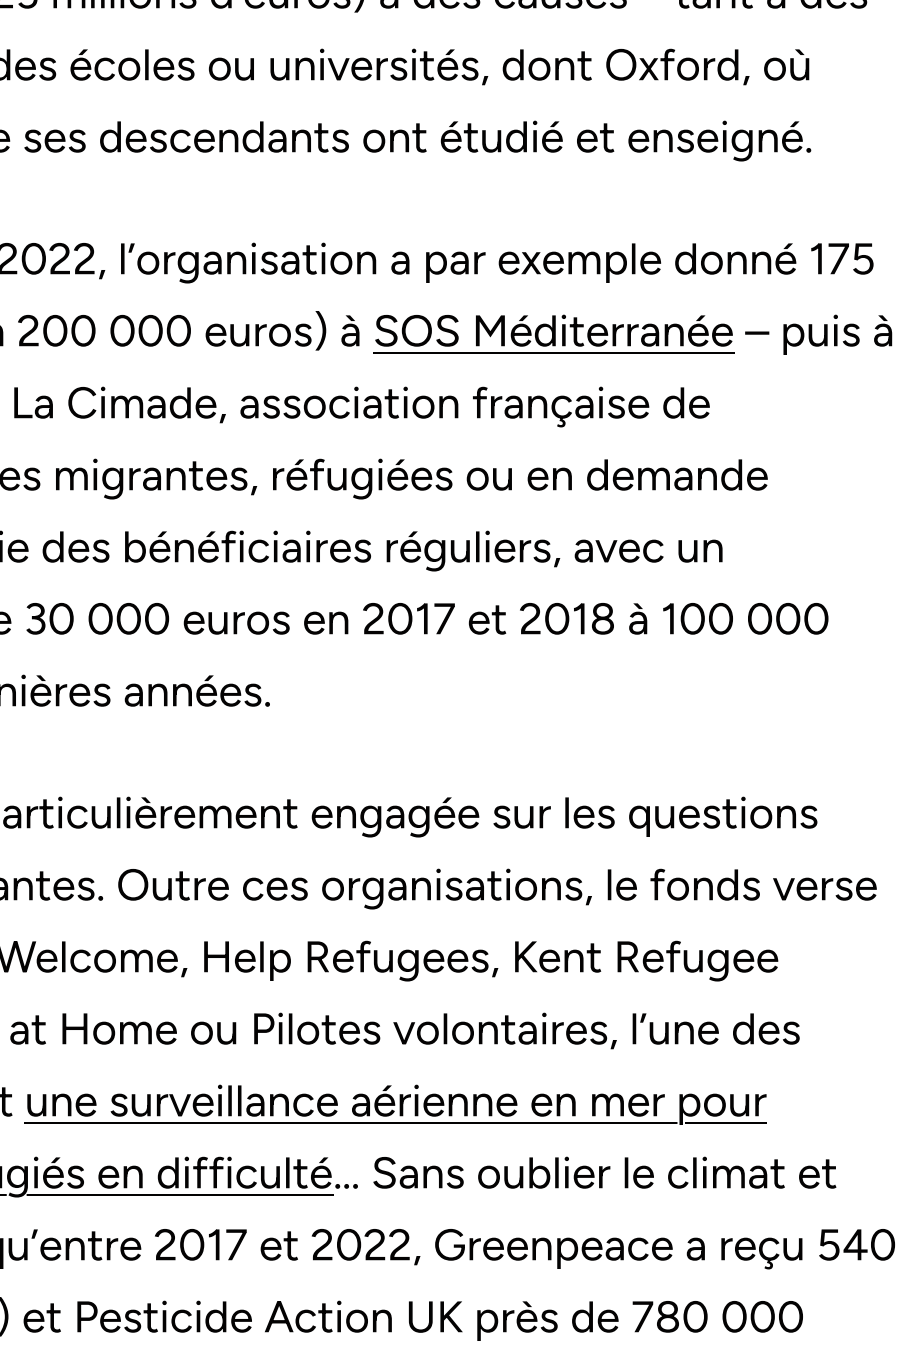 des écoles ou universités, dont Oxford, où
ses descendants ont étudié et enseigné.
2022, l’organisation a par exemple donné 175
200 000 euros) à SOS Méditerranée – puis à
La Cimade, association française de
es migrantes, réfugiées ou en demande
ie des bénéficiaires réguliers, avec un
e 30 000 euros en 2017 et 2018 à 100 000
nières années.
articulièrement engagée sur les questions
antes. Outre ces organisations, le fonds verse
Welcome, Help Refugees, Kent Refugee
at Home ou Pilotes volontaires, l’une des
t une surveillance aérienne en mer pour
ugiés en difficulté… Sans oublier le climat et
qu’entre 2017 et 2022, Greenpeace a reçu 540
) et Pesticide Action UK près de 780 000